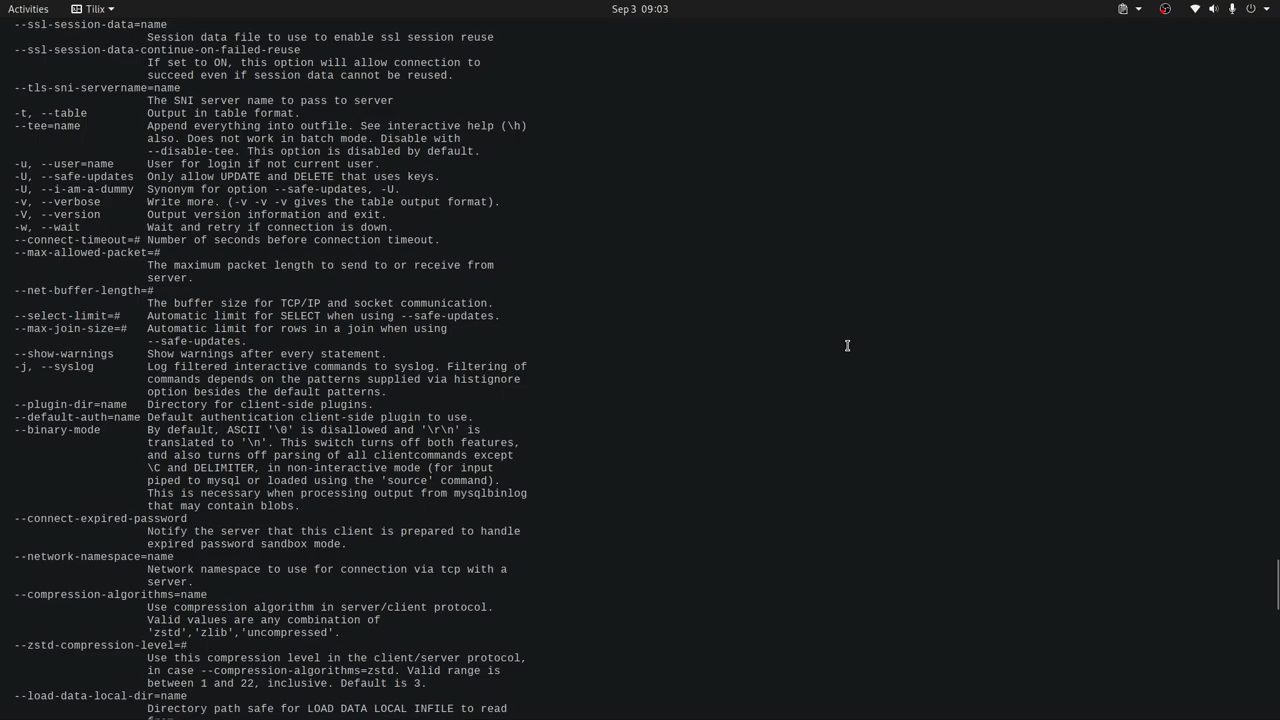 Activities Tilix Sep 3 09:03
--ssl-session-data=name
Session data file to use to enable ssl session reuse
--ssl-session-data-continue-on-failed-reuse
If set to ON, this option will allow connection to
succeed even if session data cannot be reused.
--tls-sni-servername=name
The SNI server name to pass to server
-t, --table Output in table format.
--tee=name Append everything into outfile. See interactive help (\h)
also. Does not work in batch mode. Disable with
--disable-tee. This option is disabled by default.
-u, --user=name User for login if not current user.
-U, --safe-updates Only allow UPDATE and DELETE that uses keys.
-U, --i-am-a-dummy Synonym for option --safe-updates, -U.
-v, --verbose Write more. (-v -v -v gives the table output format).
-V, --version Output version information and exit.
-w, --wait Wait and retry if connection is down.
--connect-timeout=# Number of seconds before connection timeout.
--max-allowed-packet=#
The maximum packet length to send to or receive from
server.
--net-buffer-length=#
The buffer size for TCP/IP and socket communication.
--select-limit=# Automatic limit for SELECT when using --safe-updates.
--max-join-size=# Automatic limit for rows in a join when using
--safe-updates.
--show-warnings Show warnings after every statement.
-j, --syslog Log filtered interactive commands to syslog. Filtering of
commands depends on the patterns supplied via histignore
option besides the default patterns.
--plugin-dir=name Directory for client-side plugins.
--default-auth=name Default authentication client-side plugin to use.
--binary-mode By default, ASCII '\0' is disallowed and '\r\n' is
translated to '\n'. This switch turns off both features,
and also turns off parsing of all clientcommands except
\C and DELIMITER, in non-interactive mode (for input
piped to mysql or loaded using the 'source' command).
This is necessary when processing output from mysqlbinlog
that may contain blobs.
--connect-expired-password
Notify the server that this client is prepared to handle
expired password sandbox mode.
--network-namespace=name
Network namespace to use for connection via tcp with a
server.
--compression-algorithms=name
Use compression algorithm in server/client protocol.
Valid values are any combination of
'zstd','zlib','uncompressed'.
--zstd-compression-level=#
Use this compression level in the client/server protocol,
in case --compression-algorithms=zstd. Valid range is
between 1 and 22, inclusive. Default is 3.
--load-data-local-dir=name
Directory path safe for LOAD DATA LOCAL INFILE to read